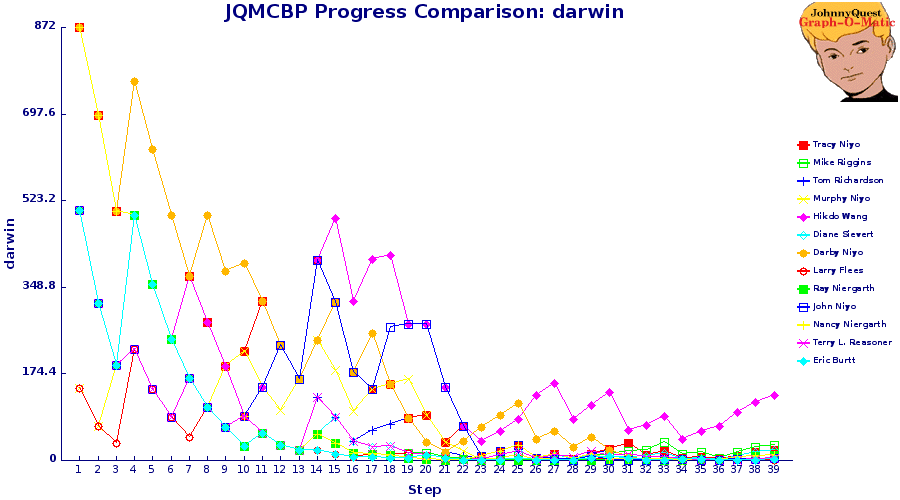 JQMCBP Progress Comparison: darwin
JohnnyQuest
Graph-O-Matic
872
697.6
523.2
348.8
174.4
0
darwin
1 2 3 4 5 6 7 8 9 10 11 12 13 14 15 16 17 18 19 20 21 22 23 24 25 26 27 28 29 30 31 32 33 34 35 36 37 38 39
Step
Tracy Niyo
Mike Riggins
Tom Richardson
Murphy Niyo
Hikdo Wang
Diane Sievert
Darby Niyo
Larry Flees
Ray Niergarth
John Niyo
Nancy Niergarth
Terry L. Reasoner
Eric Burtt